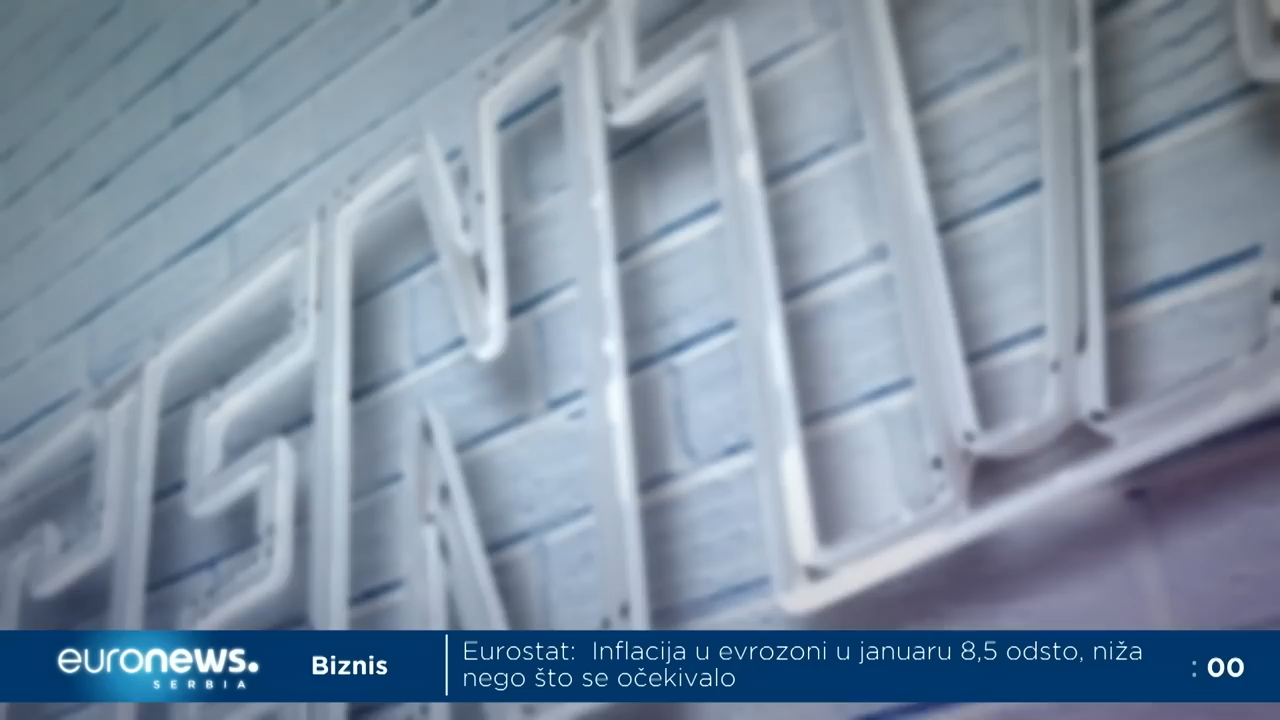 euronews.
SERBIA
Biznis
Eurostat: Inflacija u evrozoni u januaru 8,5 odsto, niža
nego što se očekivalo
:00